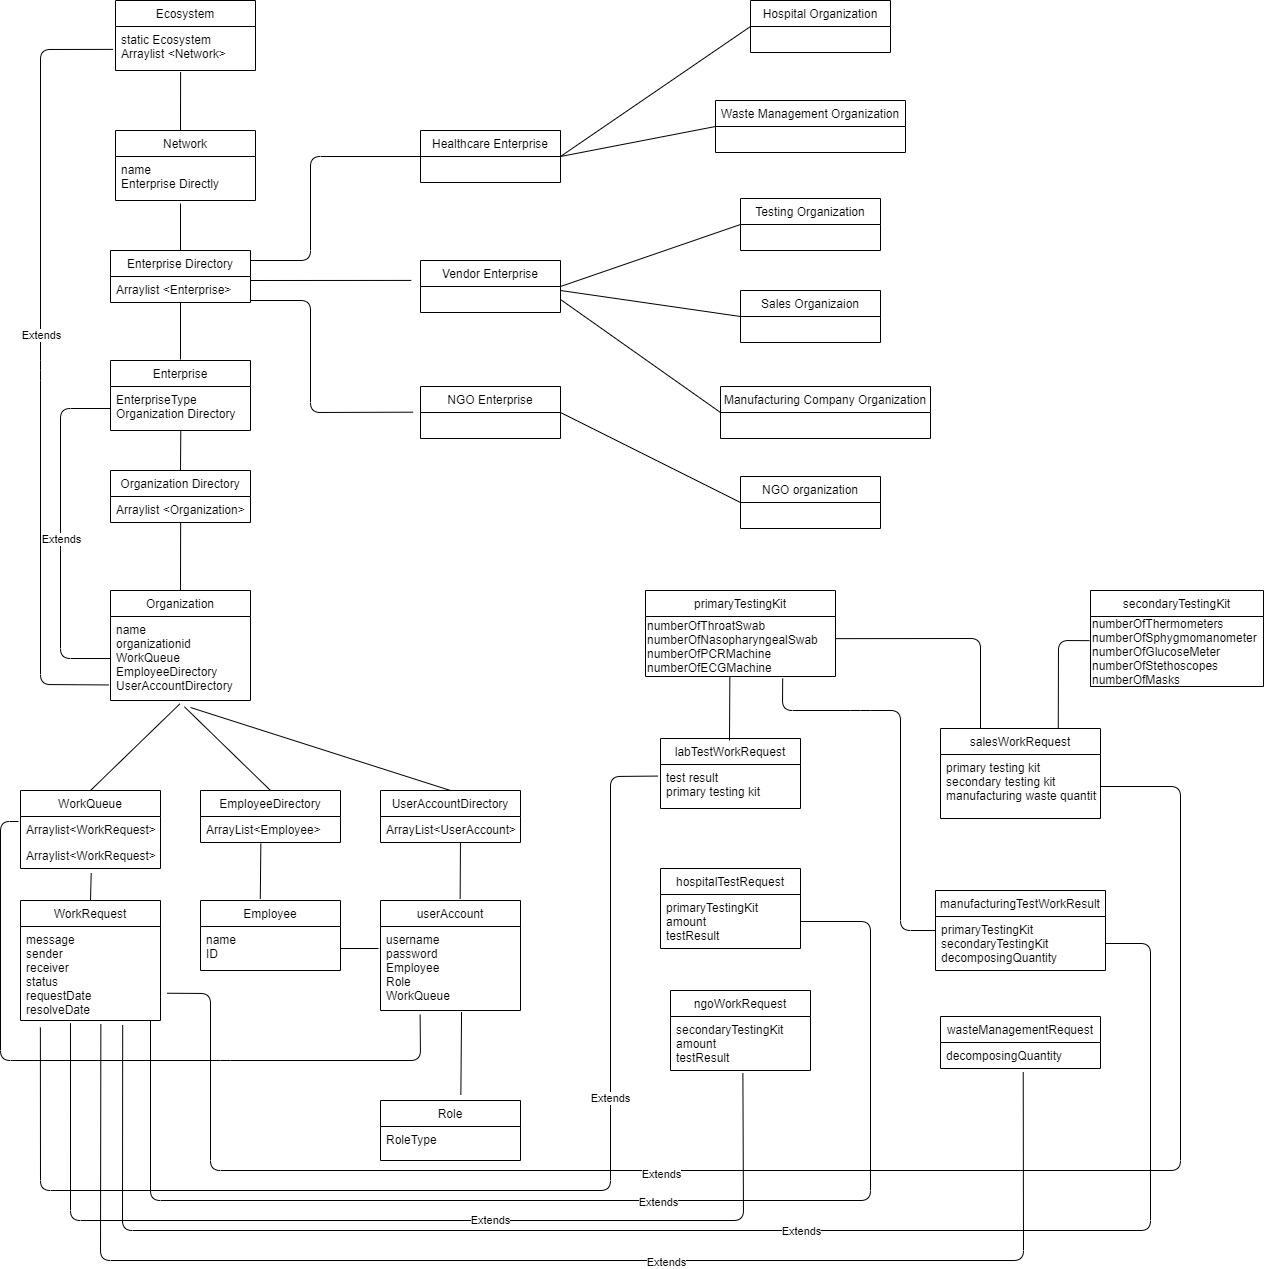 Ecosystem
static Ecosystem
Arraylist <Network>
Hospital Organization
Waste Management Organization
Network
name
Enterprise Directly
Healthcare Enterprise
Testing Organization
Enterprise Directory
Arraylist <Enterprise>
Vendor Enterprise
Sales Organizaion
Extends
Enterprise
EnterpriseType
Organization Directory
NGO Enterprise
Manufacturing Company Organization
Organization Directory
Arraylist <Organization>
NGO organization
Extends
Organization
name
organizationid
WorkQueue
EmployeeDirectory
UserAccountDirectory
primaryTestingKit
numberOfThroatSwab
numberOfNasopharyngealSwab
numberOfPCRMachine
numberOfECGMachine
secondaryTestingKit
numberOfThermometers
numberOfSphygmomanometer
numberOfGlucoseMeter
numberOfStethoscopes
numberOfMasks
labTestWorkRequest
test result
primary testing kit
salesWorkRequest
primary testing kit
secondary testing kit
manufacturing waste quantit
WorkQueue
Arraylist<WorkRequest>
Arraylist<WorkRequest>
EmployeeDirectory
ArrayList<Employee>
UserAccountDirectory
ArrayList<UserAccount>
hospitalTestRequest
primaryTestingKit
amount
testResult
manufacturingTestWorkResult
primaryTestingKit
secondaryTestingKit
decomposingQuantity
WorkRequest
message
sender
receiver
status
requestDate
resolveDate
Employee
name
ID
userAccount
username
password
Employee
Role
WorkQueue
ngoWorkRequest
secondaryTestingKit
amount
testResult
wasteManagementRequest
decomposingQuantity
Extends
Role
RoleType
Extends
Extends
Extends
Extends
Extends